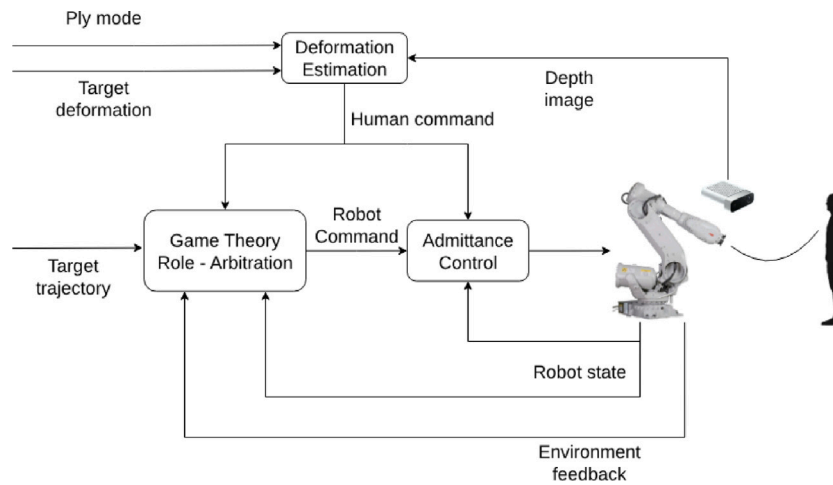 Ply mode
Deformation
Estimation
Target
deformation
Depth
image
Human command
Game Theory
Role - Arbitration
Robot
Command
Admittance
Control
Target
trajectory
Robot state
Environment
feedback